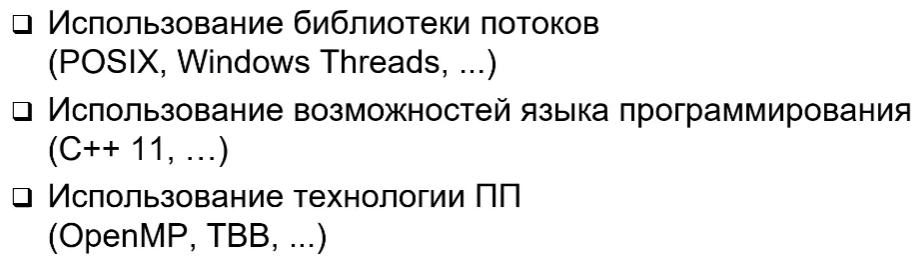 ❑ Использование библиотеки потоков
(POSIX, Windows Threads, ...)
❑ Использование возможностей языка программирования
(C++ 11, …)
❑ Использование технологии ПП
(OpenMP, TBB, ...)